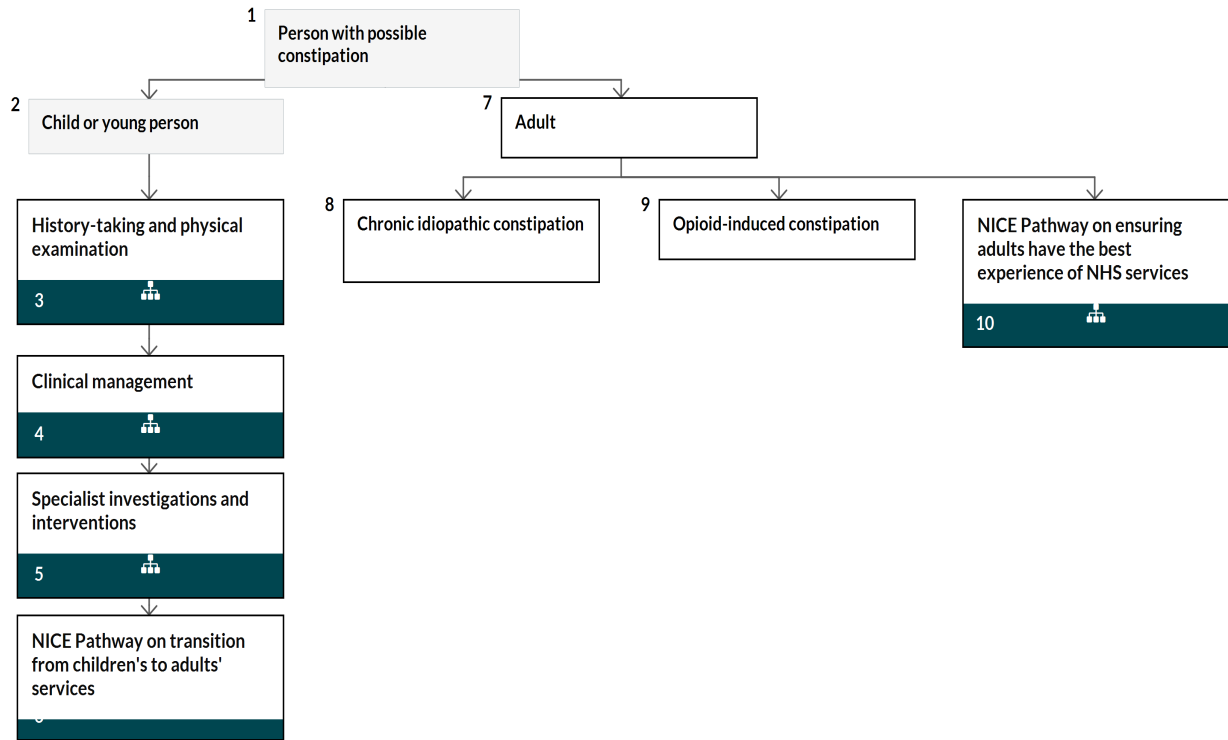 1
Person with possible
constipation
2
Child or young person
7
Adult
History-taking and physical
examination
3
8
Chronic idiopathic constipation
9
Opioid-induced constipation
NICE Pathway on ensuring
adults have the best
experience of NHS services
10
Clinical management
4
Specialist investigations and
interventions
5
NICE Pathway on transition
from children's to adults'
services